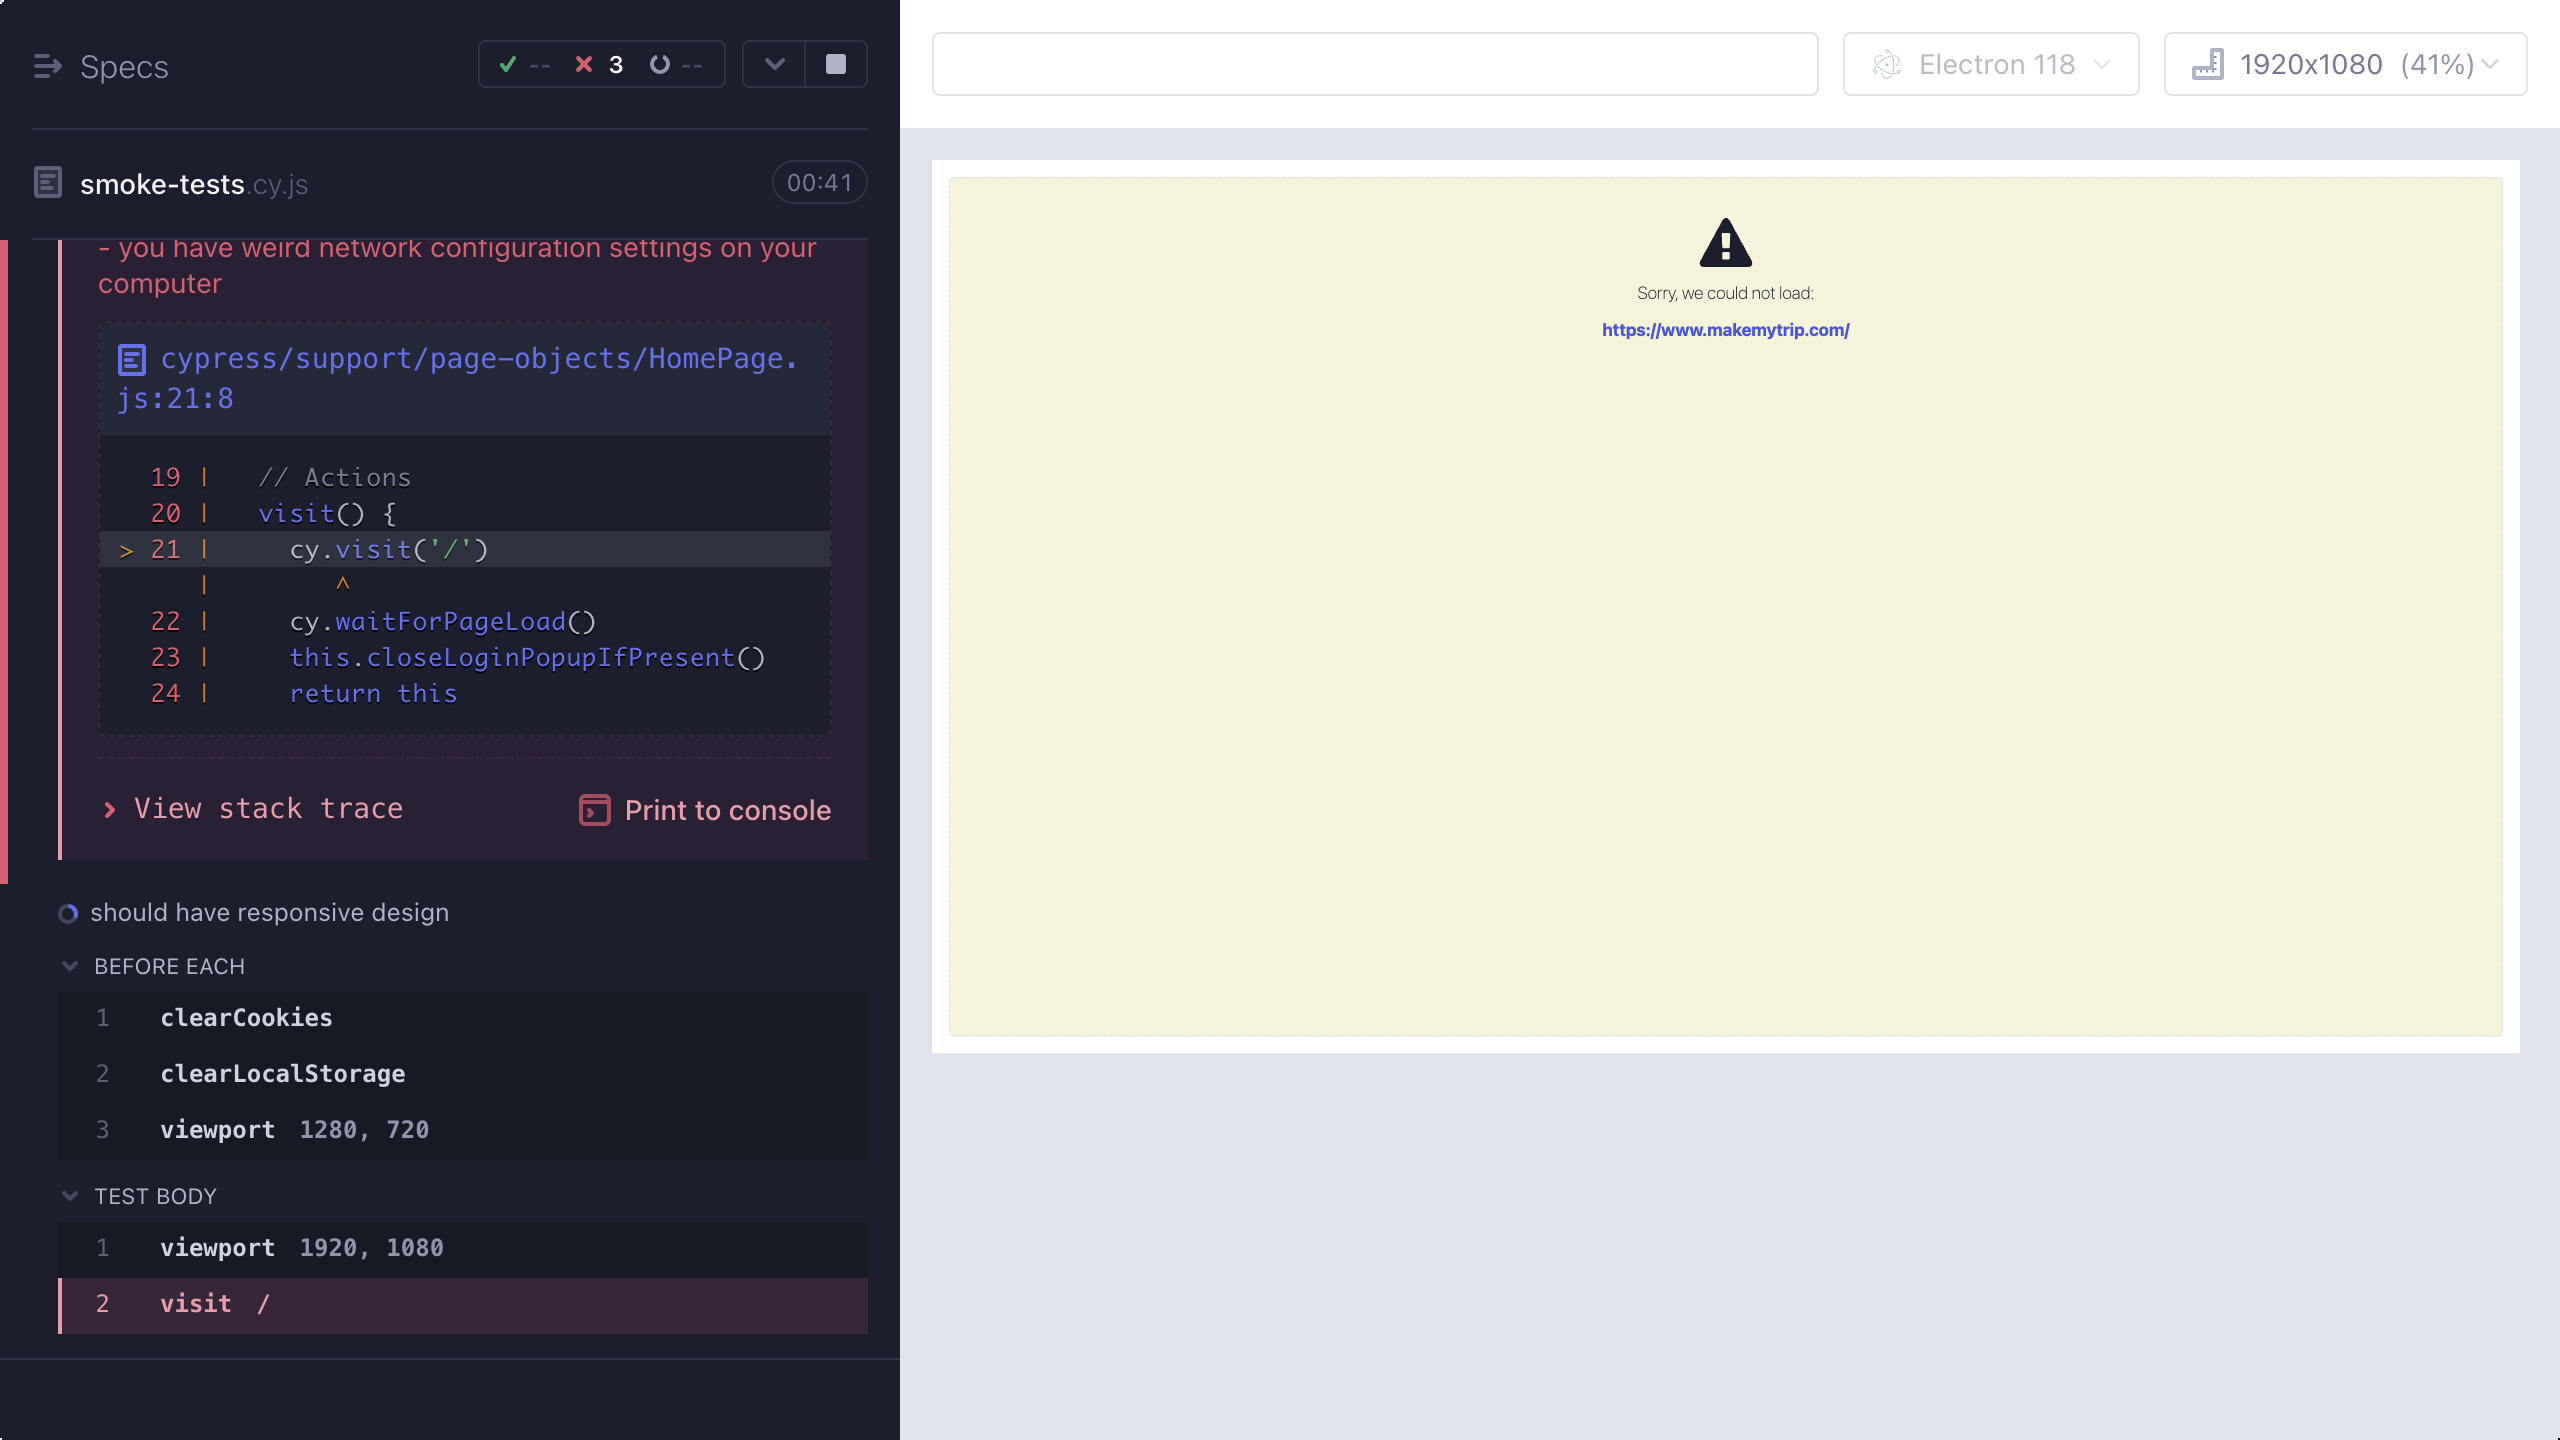 Specs
-- 3 --
smoke-tests.cy.js
00:41
- you have weird network configuration settings on your
computer
cypress/support/page-objects/HomePage.
js:21:8
19 | // Actions
20 | visit() {
> 21 | cy.visit('/')
| ^
22 | cy.waitForPageLoad()
23 | this.closeLoginPopupIfPresent()
24 | return this
View stack trace
Print to console
should have responsive design
BEFORE EACH
1 clearCookies
2 clearLocalStorage
3 viewport 1280, 720
TEST BODY
1 viewport 1920, 1080
2 visit /
Electron 118
1920x1080 (41%)
Sorry, we could not load:
https://www.makemytrip.com/